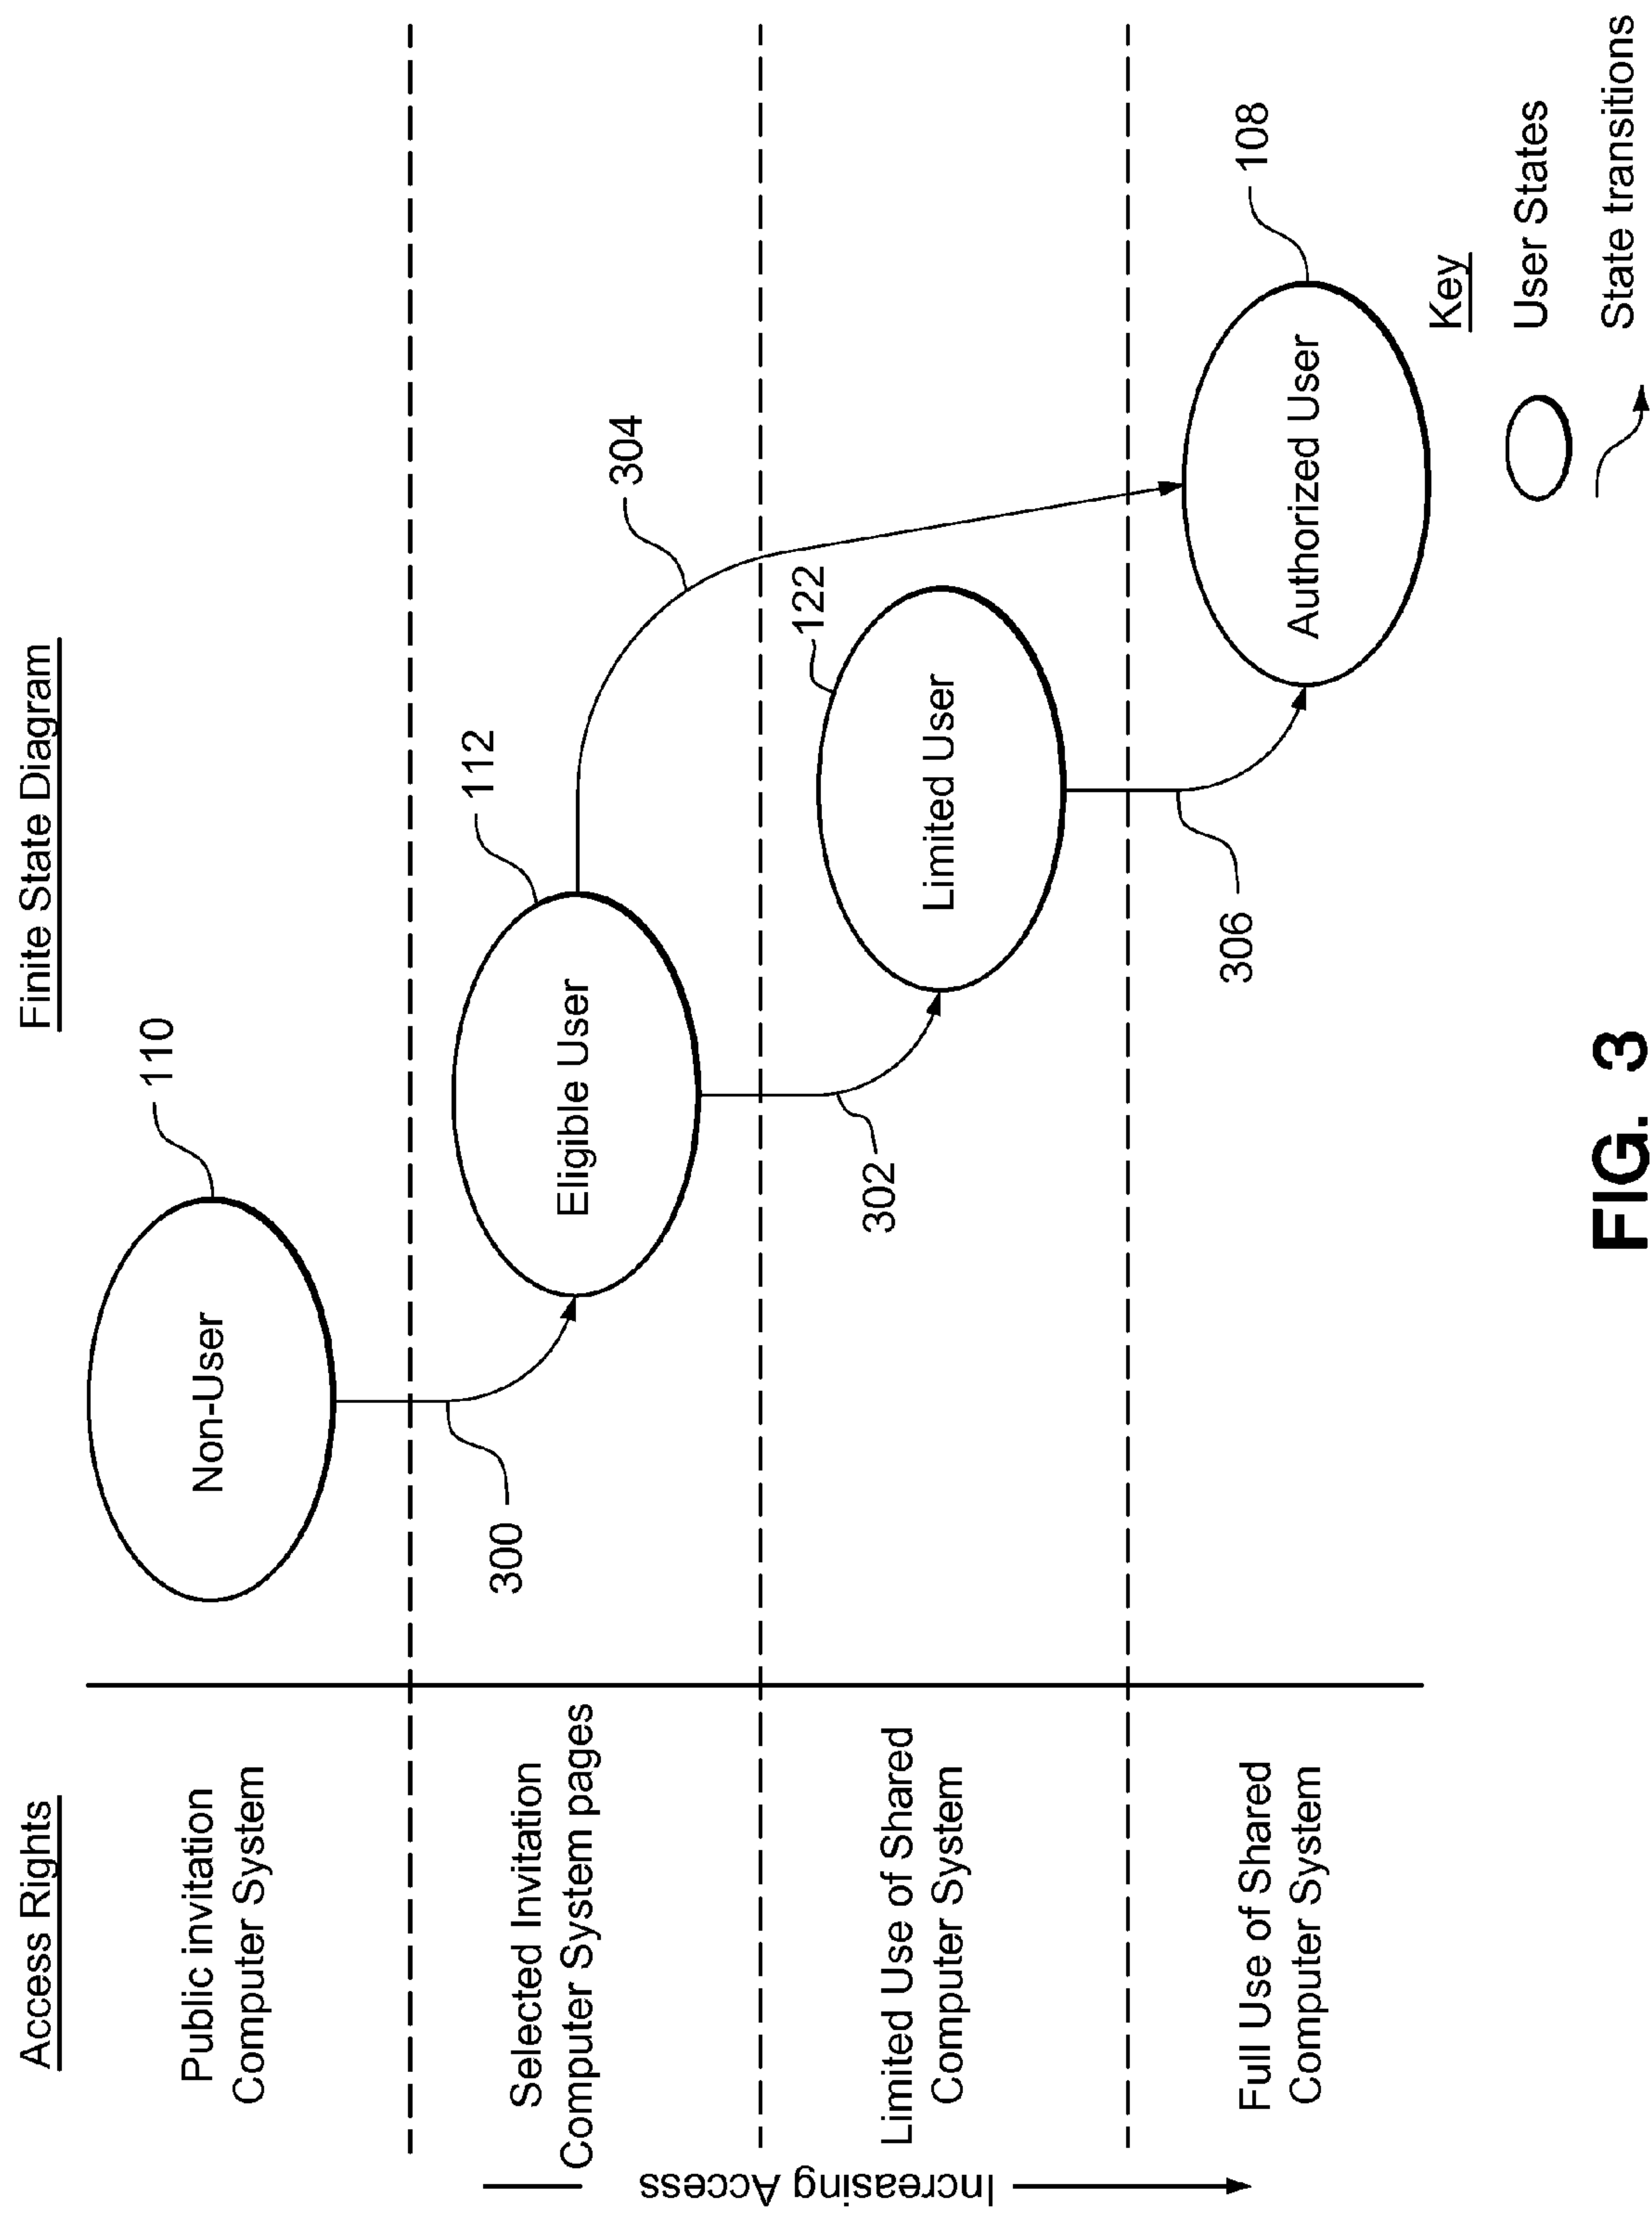 Access Rights
Finite State Diagram
Increasing Access
Public invitation
Computer System
Non-User
110
300
Selected Invitation
Computer System pages
Eligible User
112
304
302
Limited Use of Shared
Computer System
Limited User
122
306
Full Use of Shared
Computer System
Authorized User
108
Key
User States
State transitions
FIG. 3